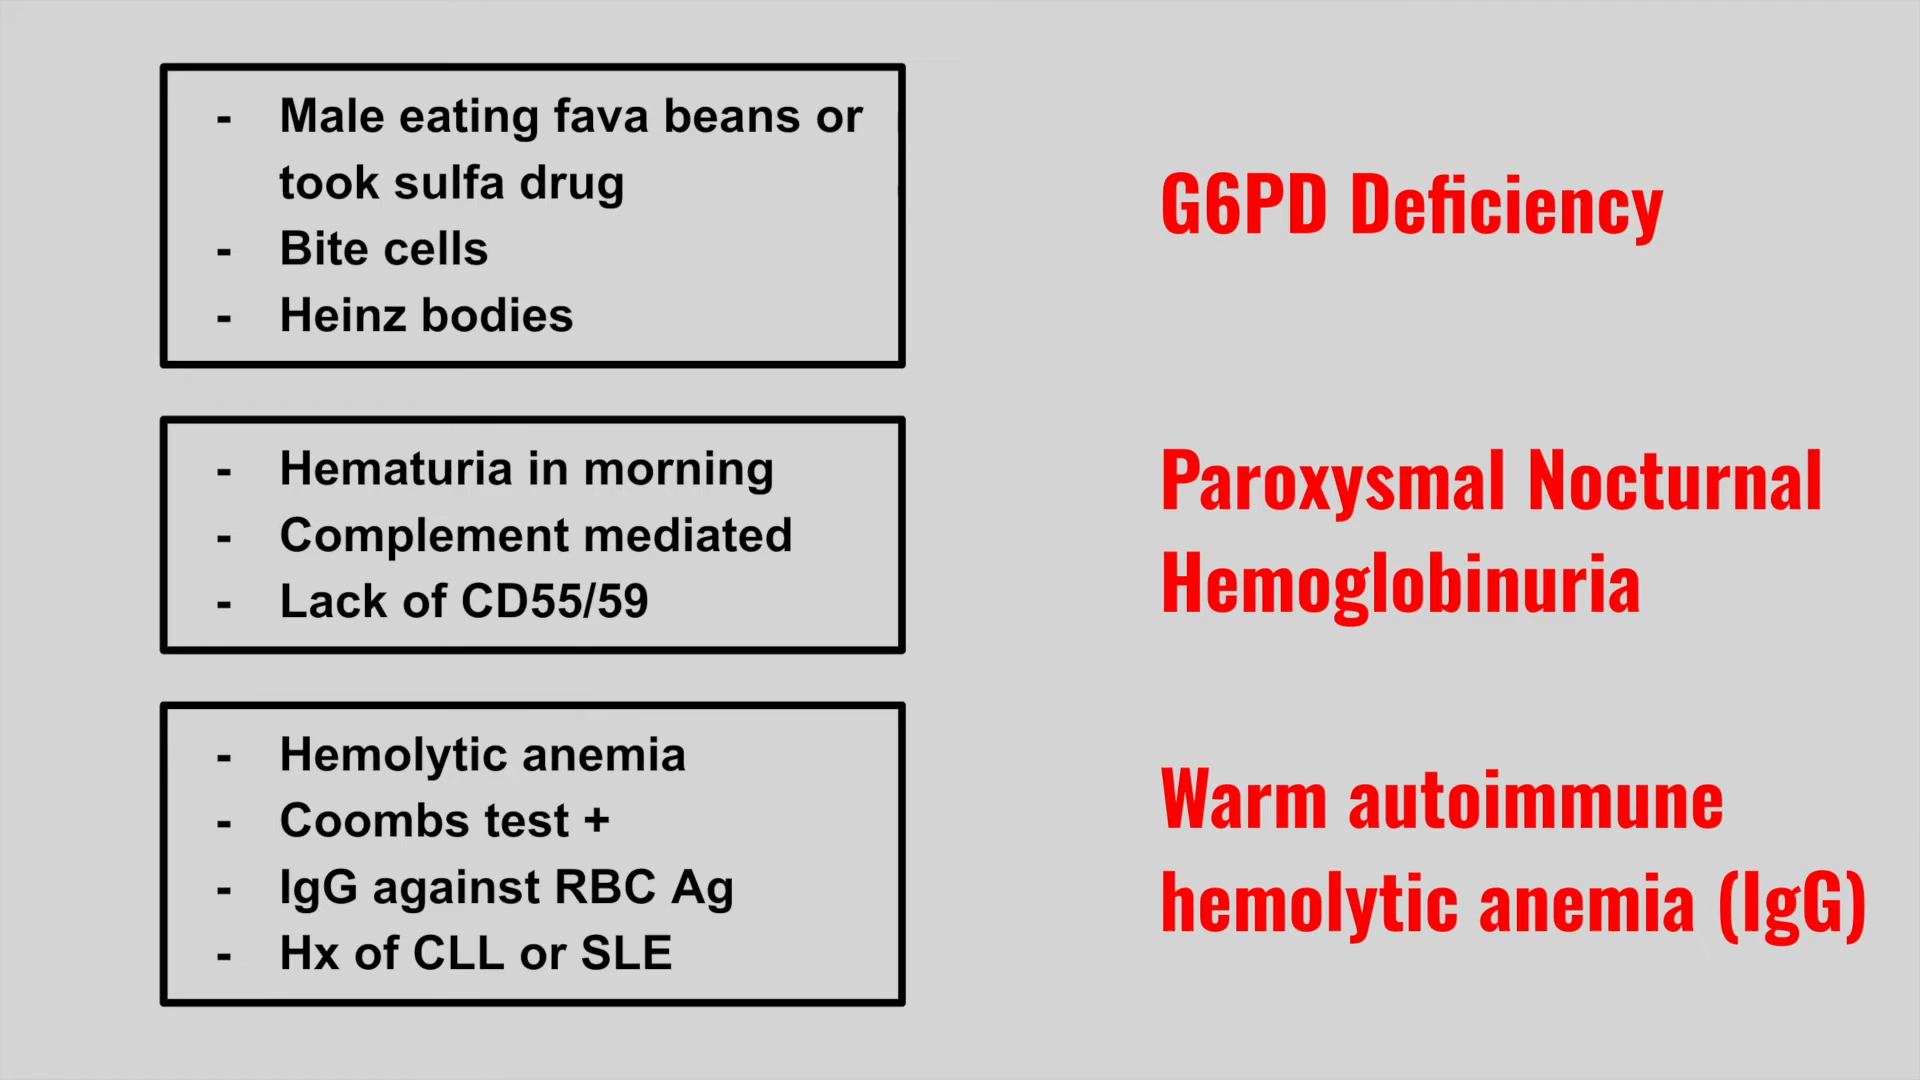 - Male eating fava beans or
took sulfa drug
- Bite cells
- Heinz bodies
G6PD Deficiency
- Hematuria in morning
- Complement mediated
- Lack of CD55/59
Paroxysmal Nocturnal
Hemoglobinuria
- Hemolytic anemia
- Coombs test +
- IgG against RBC Ag
- Hx of CLL or SLE
Warm autoimmune
hemolytic anemia (IgG)